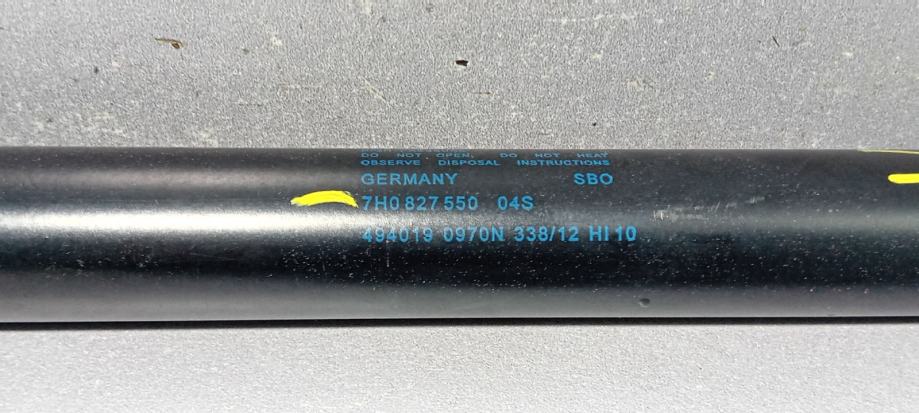 DO NOT OPEN, DO NOT HEAT
OBSERVE DISPOSAL INSTRUCTIONS
GERMANY SBO
7H0 827 550 04S
494019 0970N 338/12 HI 10